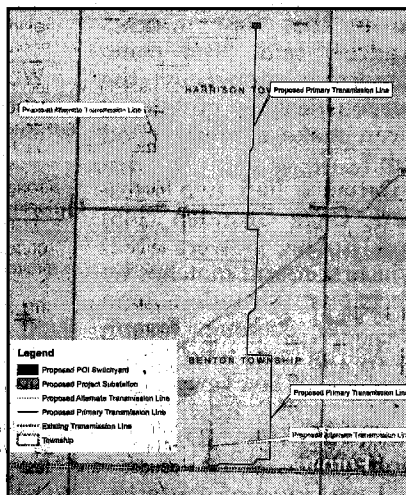 HARRISON TOW
Proposed Primary Transmission Line
Proposed Alternate Transmission Line
BENTON TOWNSHIP
Proposed Primary Transmission Line
Proposed Alternate Transmission Line
Legend
Proposed POI Switchyard
Proposed Project Substation
Proposed Alternate Transmission Line
Proposed Primary Transmission Line
Existing Transmission Line
Township